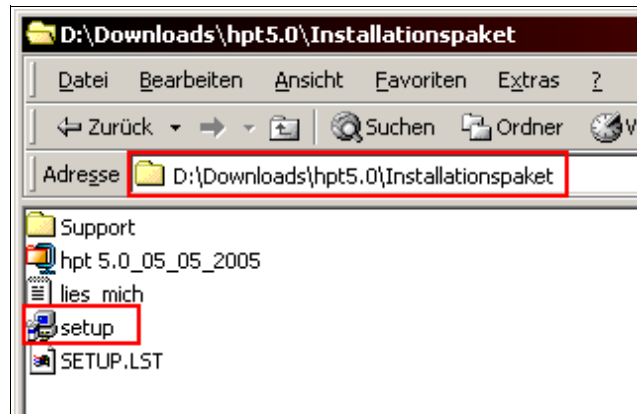 D:\Downloads\hpt5.0\Installationspaket
Datei Bearbeiten Ansicht Favoriten Extras ?
Zurück Suchen Ordner V
Adresse D:\Downloads\hpt5.0\Installationspaket
Support
hpt 5.0_05_05_2005
lies_mich
setup
SETUP.LST